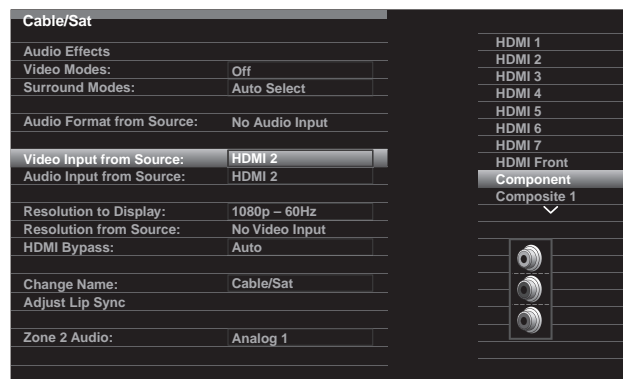 Cable/Sat
Audio Effects
Video Modes: Off
Surround Modes: Auto Select
Audio Format from Source: No Audio Input
Video Input from Source: HDMI 2
Audio Input from Source: HDMI 2
Resolution to Display: 1080p – 60Hz
Resolution from Source: No Video Input
HDMI Bypass: Auto
Change Name: Cable/Sat
Adjust Lip Sync
Zone 2 Audio: Analog 1
HDMI 1
HDMI 2
HDMI 3
HDMI 4
HDMI 5
HDMI 6
HDMI 7
HDMI Front
Component
Composite 1